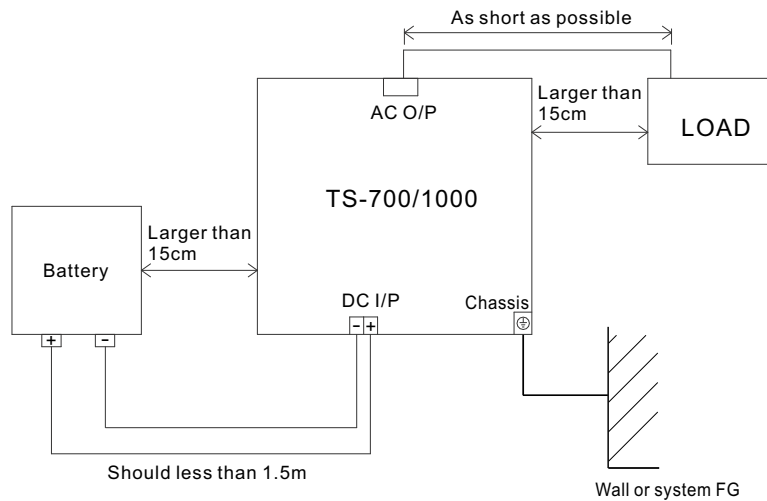 As short as possible
AC O/P
Larger than
15cm
LOAD
TS-700/1000
Larger than
15cm
Battery
DC I/P
Chassis
+ -
- +
Should less than 1.5m
Wall or system FG